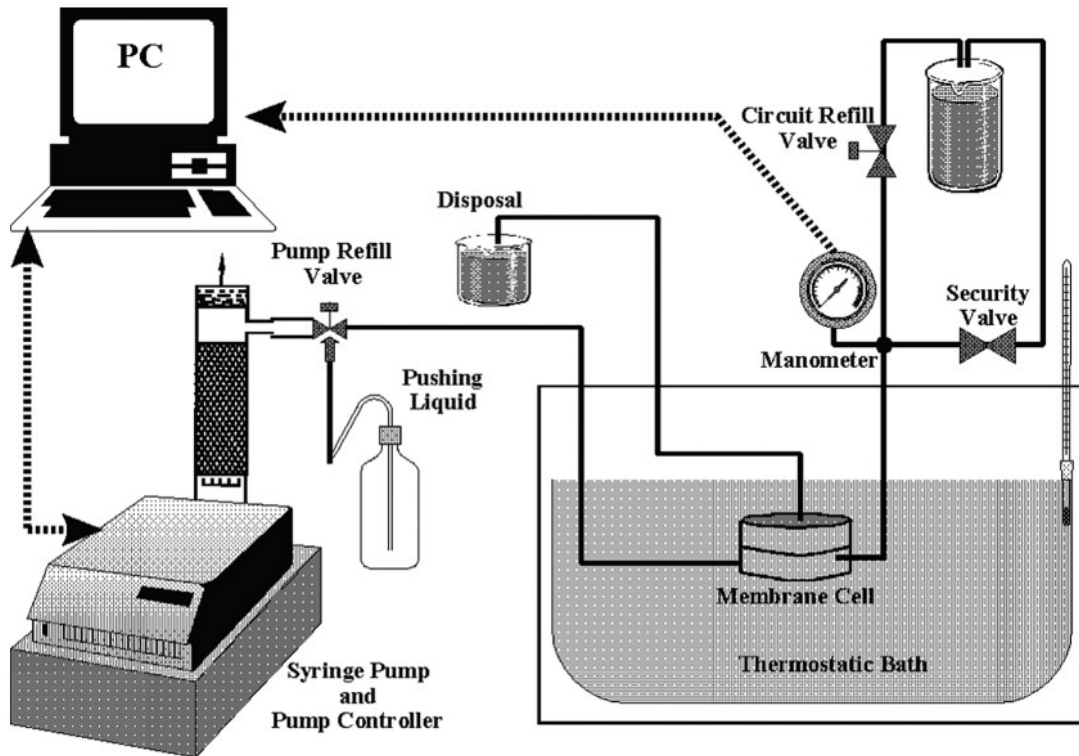 PC
Circuit Refill
Valve
Disposal
Pump Refill
Valve
Security
Valve
Manometer
Pushing
Liquid
Membrane Cell
Thermostatic Bath
Syringe Pump
and
Pump Controller